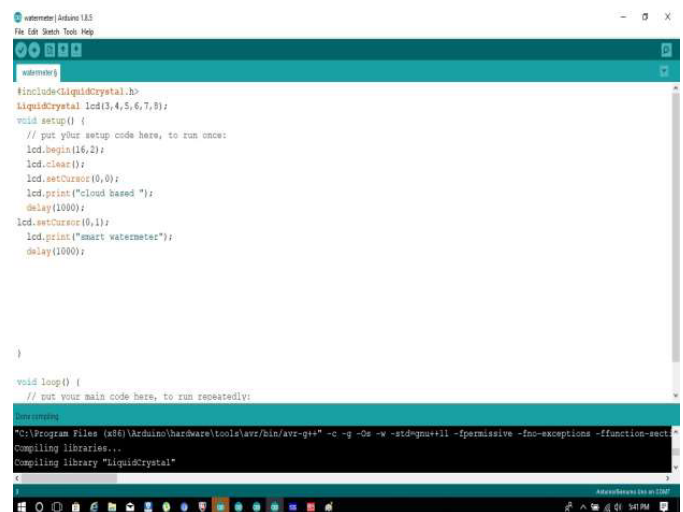 watermeter | Arduino 1.8.5
File Edit Sketch Tools Help
watermeter §
#include<LiquidCrystal.h>
LiquidCrystal lcd(3,4,5,6,7,8);
void setup() {
// put y0ur setup code here, to run once:
lcd.begin(16,2);
lcd.clear();
lcd.setCursor(0,0);
lcd.print("cloud based ");
delay(1000);
lcd.setCursor(0,1);
lcd.print("smart watermeter");
delay(1000);
}
void loop() {
// put your main code here, to run repeatedly:
Done compiling
"C:\Program Files (x86)\Arduino\hardware\tools\avr/bin/avr-g++" -c -g -Os -w -std=gnu++11 -fpermissive -fno-exceptions -ffunction-secti
Compiling libraries...
Compiling library "LiquidCrystal"
Arduino/Genuino Uno on COM7
5:41 PM